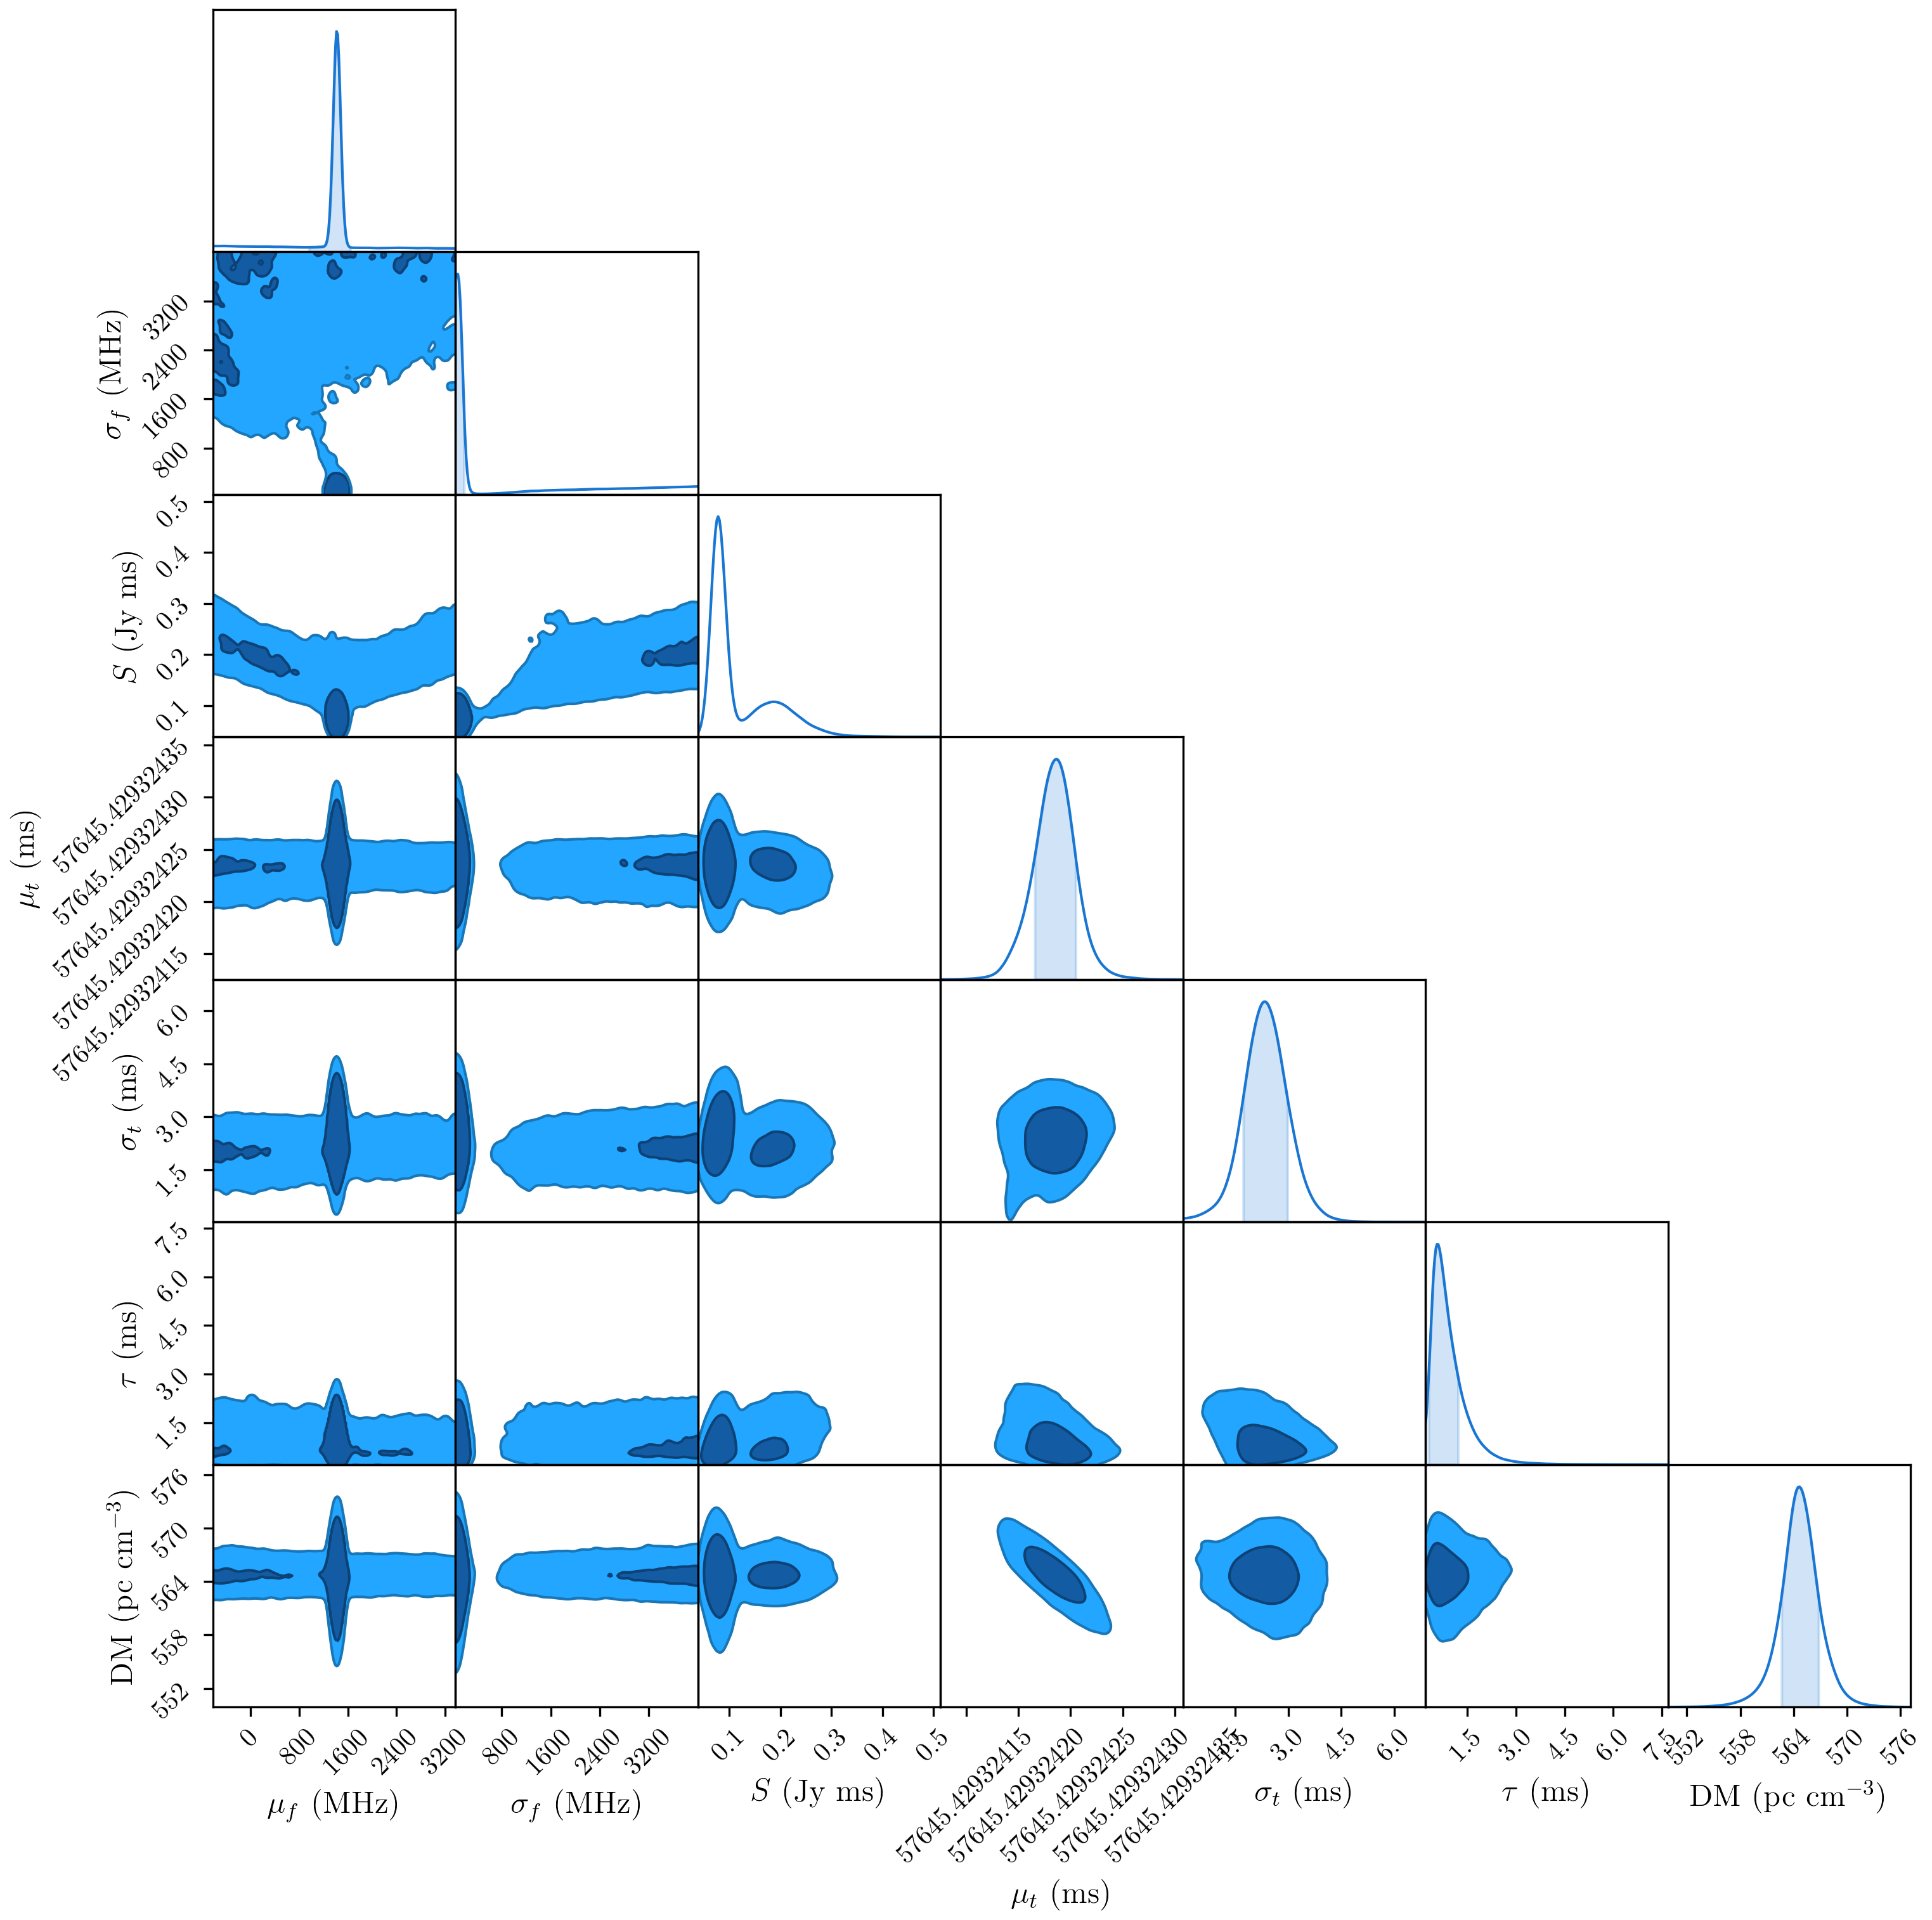 σ_f (MHz)
3200
2400
1600
800
S (Jy ms)
0.5
0.4
0.3
0.2
0.1
μ_t (ms)
57645.42932435
57645.42932430
57645.42932425
57645.42932420
57645.42932415
σ_t (ms)
6.0
4.5
3.0
1.5
τ (ms)
7.5
6.0
4.5
3.0
1.5
DM (pc cm⁻³)
576
570
564
558
552
0 800 1600 2400 3200
800 1600 2400 3200
0.1 0.2 0.3 0.4 0.5
57645.42932415 57645.42932420 57645.42932425 57645.42932430 57645.42932435
1.5 3.0 4.5 6.0
1.5 3.0 4.5 6.0 7.5
552 558 564 570 576
μ_f (MHz)
σ_f (MHz)
S (Jy ms)
μ_t (ms)
σ_t (ms)
τ (ms)
DM (pc cm⁻³)